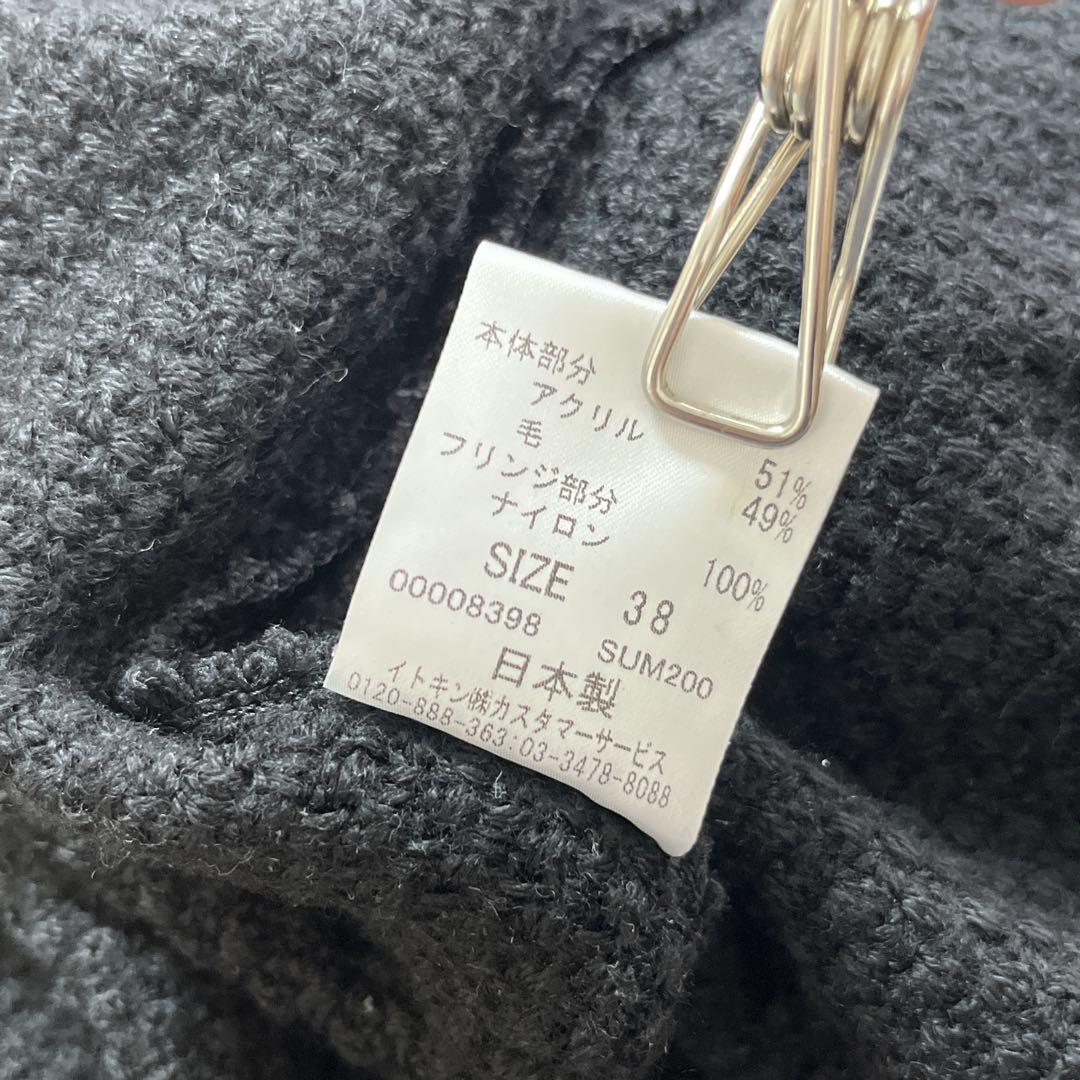 本体部分
アクリル 51%
毛 49%
フリンジ部分
ナイロン 100%
SIZE 38
00008398 SUM200
日本製
イトキン㈱カスタマーサービス
0120-888-363:03-3478-8088